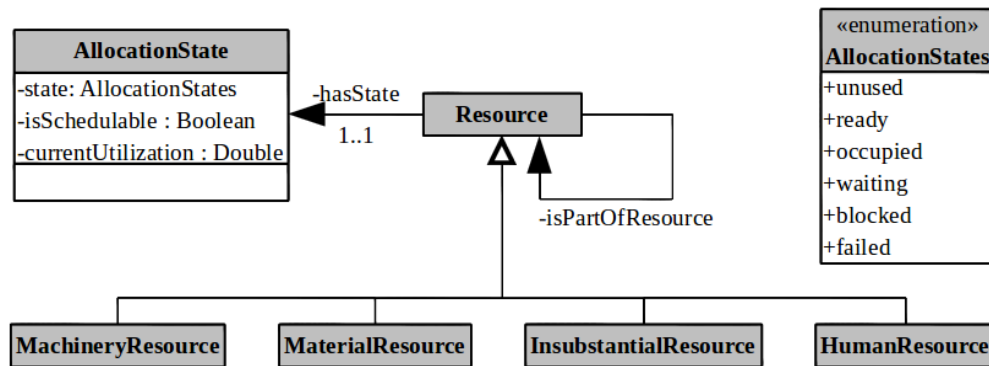 AllocationState
-state: AllocationStates
-isSchedulable : Boolean
-currentUtilization : Double
-hasState
1..1
Resource
-isPartOfResource
«enumeration»
AllocationStates
+unused
+ready
+occupied
+waiting
+blocked
+failed
MachineryResource
MaterialResource
InsubstantialResource
HumanResource